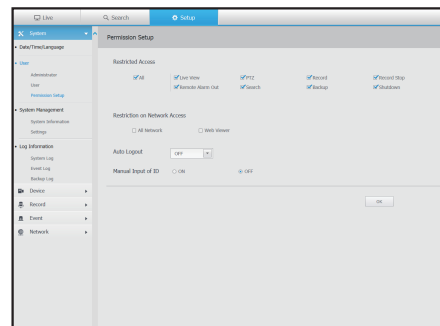 Live Search Setup
System
Date/Time/Language
User
Administrator
User
Permission Setup
System Management
System Information
Settings
Log Information
System Log
Event Log
Backup Log
Device
Record
Event
Network
Permission Setup
Restricted Access
All Live View PTZ Record Record Stop
Remote Alarm Out Search Backup Shutdown
Restriction on Network Access
All Network Web Viewer
Auto Logout OFF
Manual Input of ID ON OFF
OK